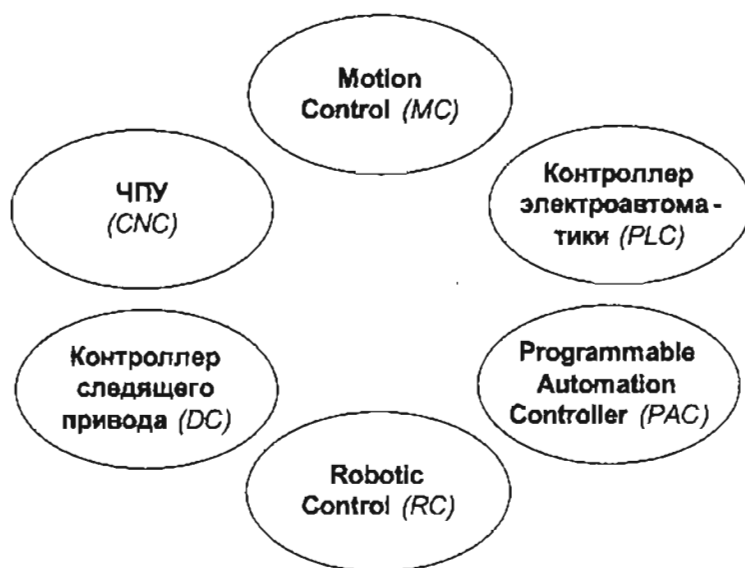 Motion
Control (MC)
ЧПУ
(CNC)
Контроллер
электроавтома-
тики (PLC)
Контроллер
следящего
привода (DC)
Programmable
Automation
Controller (PAC)
Robotic
Control (RC)